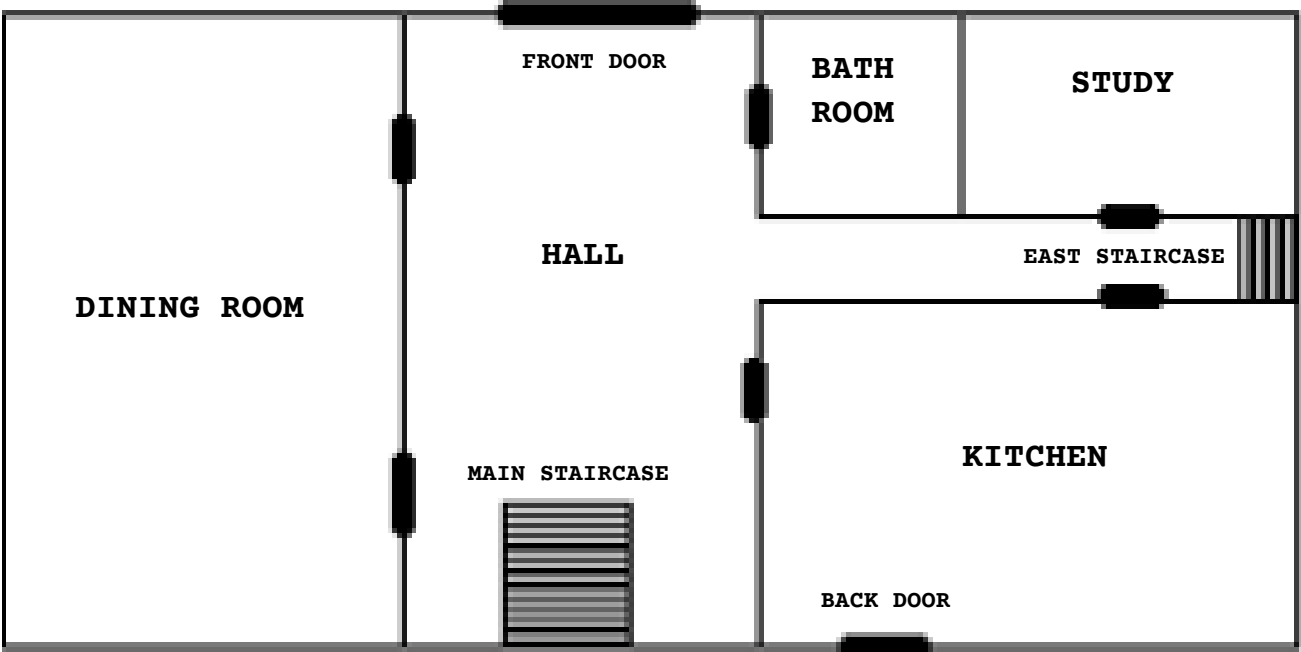 FRONT DOOR
BATH
ROOM
STUDY
HALL
EAST STAIRCASE
DINING ROOM
KITCHEN
MAIN STAIRCASE
BACK DOOR